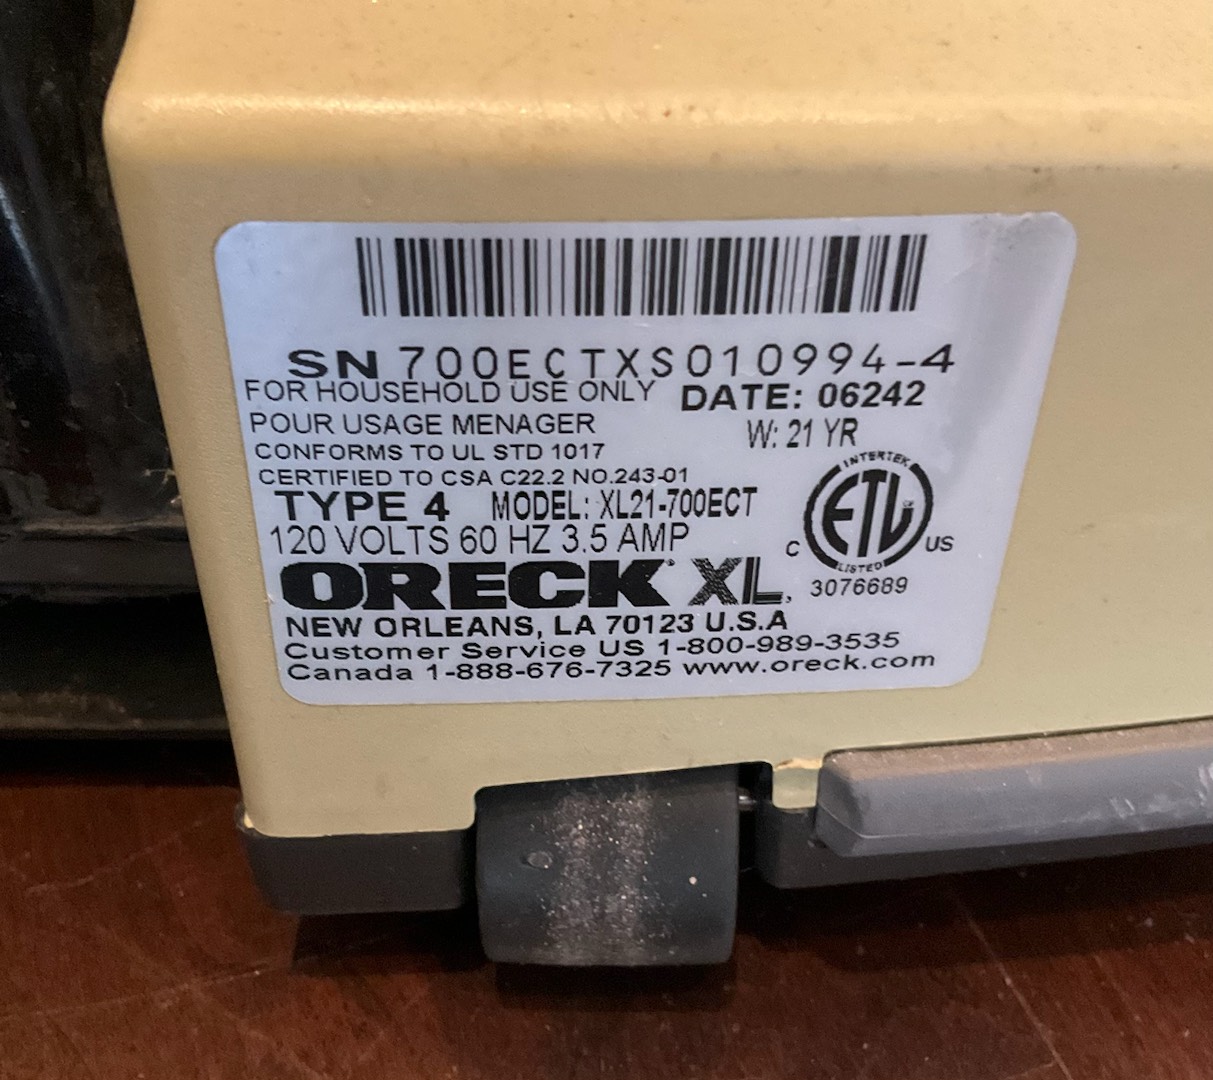 SN 700ECTXS010994-4
FOR HOUSEHOLD USE ONLY DATE: 06242
POUR USAGE MENAGER W: 21 YR
CONFORMS TO UL STD 1017
CERTIFIED TO CSA C22.2 NO.243-01
TYPE 4 MODEL: XL21-700ECT
120 VOLTS 60 HZ 3.5 AMP
INTERTEK
C ETL US
LISTED
ORECK XL, 3076689
NEW ORLEANS, LA 70123 U.S.A
Customer Service US 1-800-989-3535
Canada 1-888-676-7325 www.oreck.com